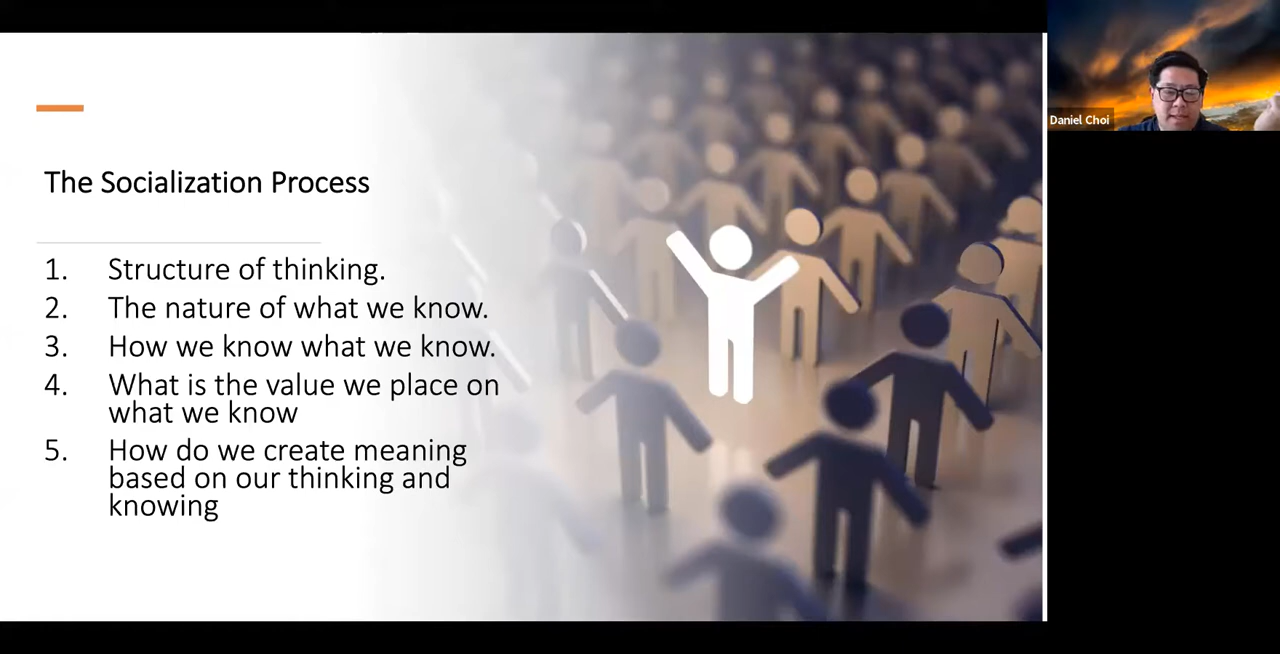 The Socialization Process
1. Structure of thinking.
2. The nature of what we know.
3. How we know what we know.
4. What is the value we place on
what we know
5. How do we create meaning
based on our thinking and
knowing
Daniel Choi